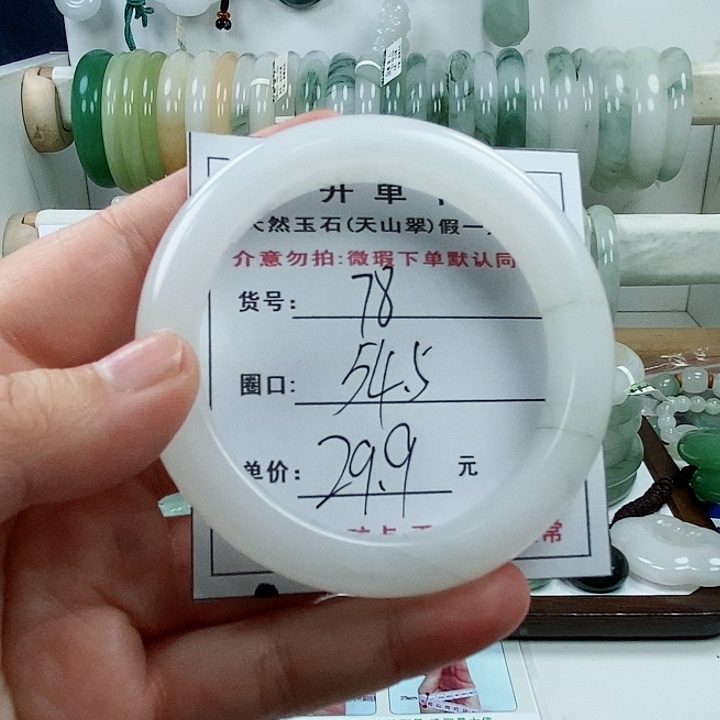 开单
天然玉石(天山翠)假一
介意勿拍:微瑕下单默认同
货号: 78
圈口: 54.5
单价: 29.9 元
常